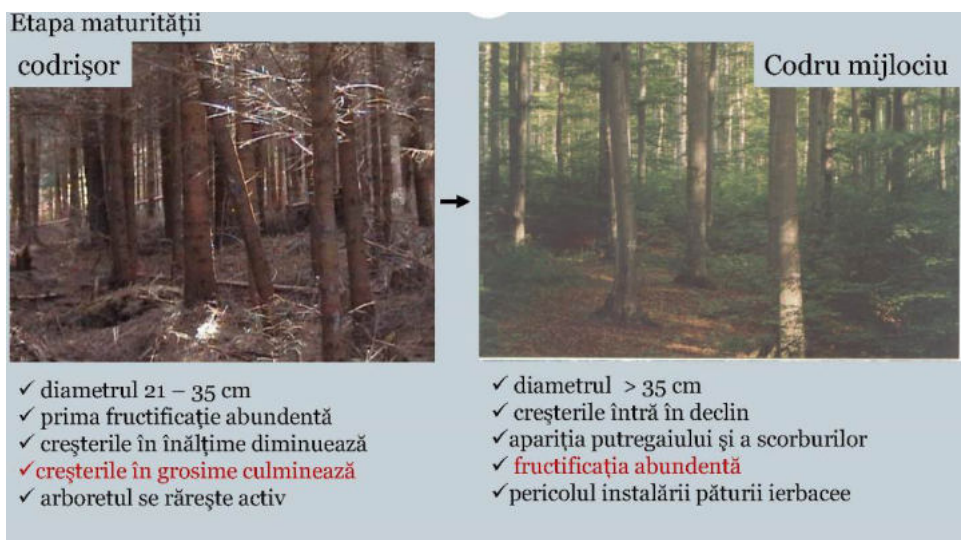 Etapa maturității
codrișor
Codru mijlociu
✓ diametrul 21 – 35 cm
✓ prima fructificație abundentă
✓ creșterile în înălțime diminuează
✓creșterile în grosime culminează
✓ arboretul se rărește activ
✓ diametrul > 35 cm
✓ creșterile întră în declin
✓apariția putregaiului și a scorburilor
✓ fructificația abundentă
✓pericolul instalării păturii ierbacee